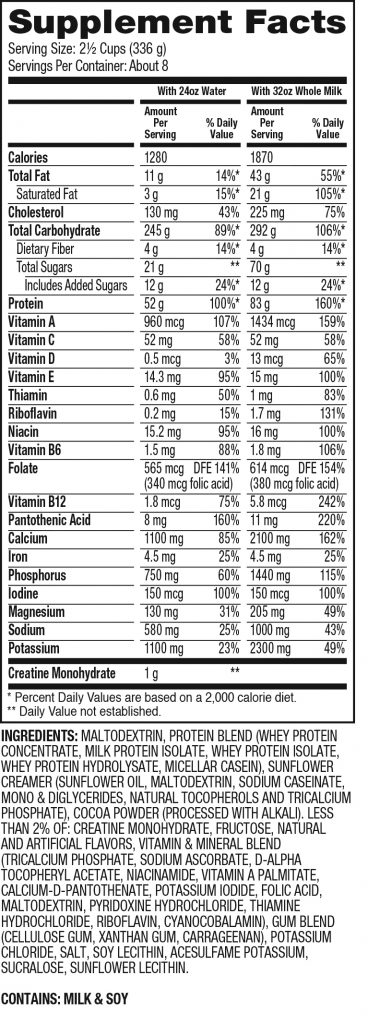 Supplement Facts
Serving Size: 2½ Cups (336 g)
Servings Per Container: About 8
With 24oz Water With 32oz Whole Milk
Amount Per Serving % Daily Value Amount Per Serving % Daily Value
Calories 1280 1870
Total Fat 11 g 14%* 43 g 55%*
Saturated Fat 3 g 15%* 21 g 105%*
Cholesterol 130 mg 43% 225 mg 75%
Total Carbohydrate 245 g 89%* 292 g 106%*
Dietary Fiber 4 g 14%* 4 g 14%*
Total Sugars 21 g ** 70 g **
Includes Added Sugars 12 g 24%* 12 g 24%*
Protein 52 g 100%* 83 g 160%*
Vitamin A 960 mcg 107% 1434 mcg 159%
Vitamin C 52 mg 58% 52 mg 58%
Vitamin D 0.5 mcg 3% 13 mcg 65%
Vitamin E 14.3 mg 95% 15 mg 100%
Thiamin 0.6 mg 50% 1 mg 83%
Riboflavin 0.2 mg 15% 1.7 mg 131%
Niacin 15.2 mg 95% 16 mg 100%
Vitamin B6 1.5 mg 88% 1.8 mg 106%
Folate 565 mcg DFE 141% 614 mcg DFE 154%
(340 mcg folic acid) (380 mcg folic acid)
Vitamin B12 1.8 mcg 75% 5.8 mcg 242%
Pantothenic Acid 8 mg 160% 11 mg 220%
Calcium 1100 mg 85% 2100 mg 162%
Iron 4.5 mg 25% 4.5 mg 25%
Phosphorus 750 mg 60% 1440 mg 115%
Iodine 150 mcg 100% 150 mcg 100%
Magnesium 130 mg 31% 205 mg 49%
Sodium 580 mg 25% 1000 mg 43%
Potassium 1100 mg 23% 2300 mg 49%
Creatine Monohydrate 1 g **
* Percent Daily Values are based on a 2,000 calorie diet.
** Daily Value not established.
INGREDIENTS: MALTODEXTRIN, PROTEIN BLEND (WHEY PROTEIN
CONCENTRATE, MILK PROTEIN ISOLATE, WHEY PROTEIN ISOLATE,
WHEY PROTEIN HYDROLYSATE, MICELLAR CASEIN), SUNFLOWER
CREAMER (SUNFLOWER OIL, MALTODEXTRIN, SODIUM CASEINATE,
MONO & DIGLYCERIDES, NATURAL TOCOPHEROLS AND TRICALCIUM
PHOSPHATE), COCOA POWDER (PROCESSED WITH ALKALI). LESS
THAN 2% OF: CREATINE MONOHYDRATE, FRUCTOSE, NATURAL
AND ARTIFICIAL FLAVORS, VITAMIN & MINERAL BLEND
(TRICALCIUM PHOSPHATE, SODIUM ASCORBATE, D-ALPHA
TOCOPHERYL ACETATE, NIACINAMIDE, VITAMIN A PALMITATE,
CALCIUM-D-PANTOTHENATE, POTASSIUM IODIDE, FOLIC ACID,
MALTODEXTRIN, PYRIDOXINE HYDROCHLORIDE, THIAMINE
HYDROCHLORIDE, RIBOFLAVIN, CYANOCOBALAMIN), GUM BLEND
(CELLULOSE GUM, XANTHAN GUM, CARRAGEENAN), POTASSIUM
CHLORIDE, SALT, SOY LECITHIN, ACESULFAME POTASSIUM,
SUCRALOSE, SUNFLOWER LECITHIN.
CONTAINS: MILK & SOY